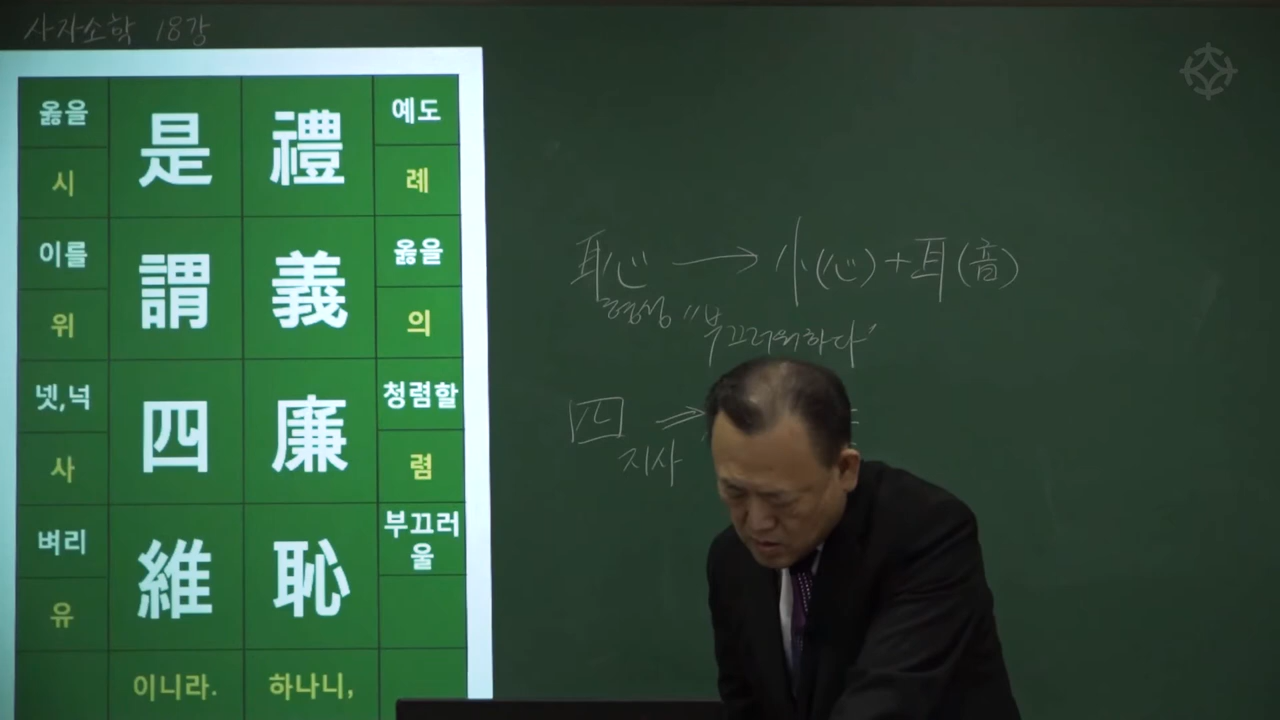 사자소학 18강
옳을 是 禮 예도
시 례
이를 謂 義 옳을
위 의
넷,넉 四 廉 청렴할
사 렴
벼리 維 恥 부끄러울
유
이니라. 하나니,
恥 → 忄(心)+耳(音)
형성 "부끄러워하다"
四 ⇒
지사